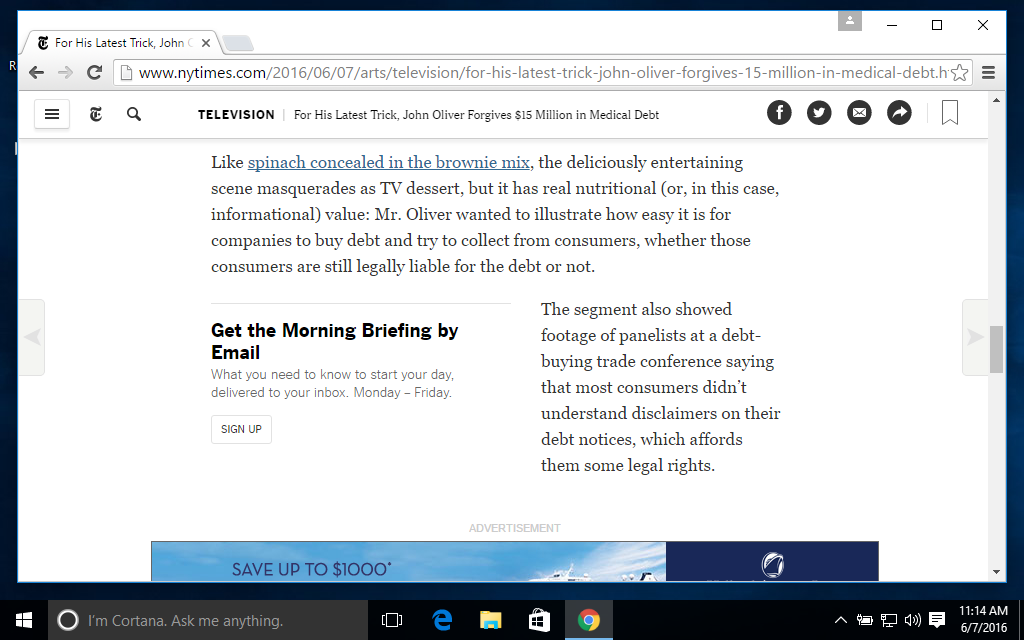 For His Latest Trick, John
www.nytimes.com/2016/06/07/arts/television/for-his-latest-trick-john-oliver-forgives-15-million-in-medical-debt.h
TELEVISION | For His Latest Trick, John Oliver Forgives $15 Million in Medical Debt
Like spinach concealed in the brownie mix, the deliciously entertaining
scene masquerades as TV dessert, but it has real nutritional (or, in this case,
informational) value: Mr. Oliver wanted to illustrate how easy it is for
companies to buy debt and try to collect from consumers, whether those
consumers are still legally liable for the debt or not.
Get the Morning Briefing by
Email
What you need to know to start your day,
delivered to your inbox. Monday – Friday.
SIGN UP
The segment also showed
footage of panelists at a debt-
buying trade conference saying
that most consumers didn’t
understand disclaimers on their
debt notices, which affords
them some legal rights.
ADVERTISEMENT
SAVE UP TO $1000*
I'm Cortana. Ask me anything.
11:14 AM
6/7/2016